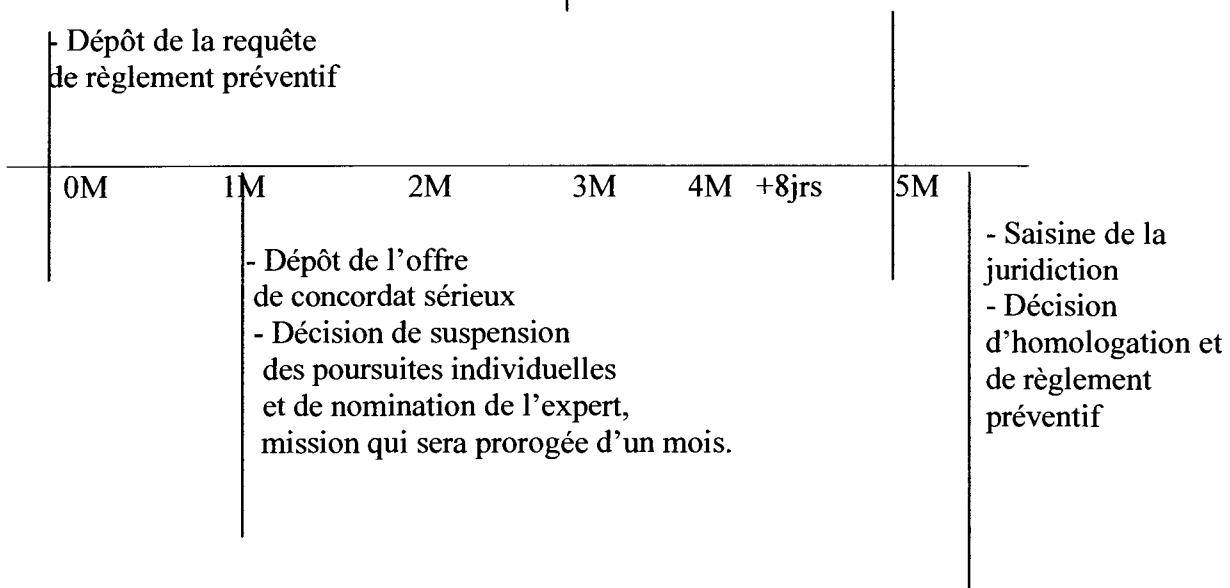 - Dépôt de la requête
de règlement préventif
0M 1M 2M 3M 4M +8jrs 5M
- Dépôt de l'offre
de concordat sérieux
- Décision de suspension
des poursuites individuelles
et de nomination de l'expert,
mission qui sera prorogée d'un mois.
- Saisine de la
juridiction
- Décision
d'homologation et
de règlement
préventif